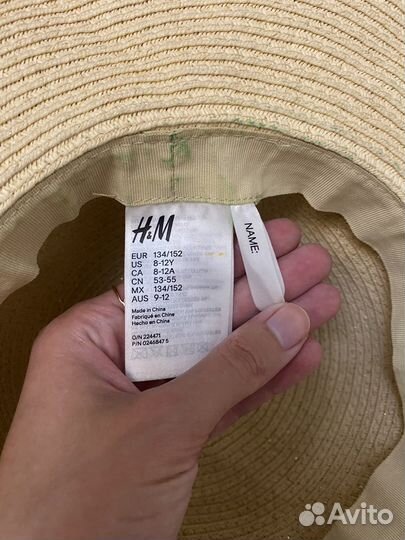 H&M
EUR 134/152
US 8-12Y
CA 8-12A
CN 53-55
MX 134/152
AUS 9-12
Made in China
Fabriqué en China
Hecho en China
O/N 224471
P/N 0246847 5
NAME:
Avito